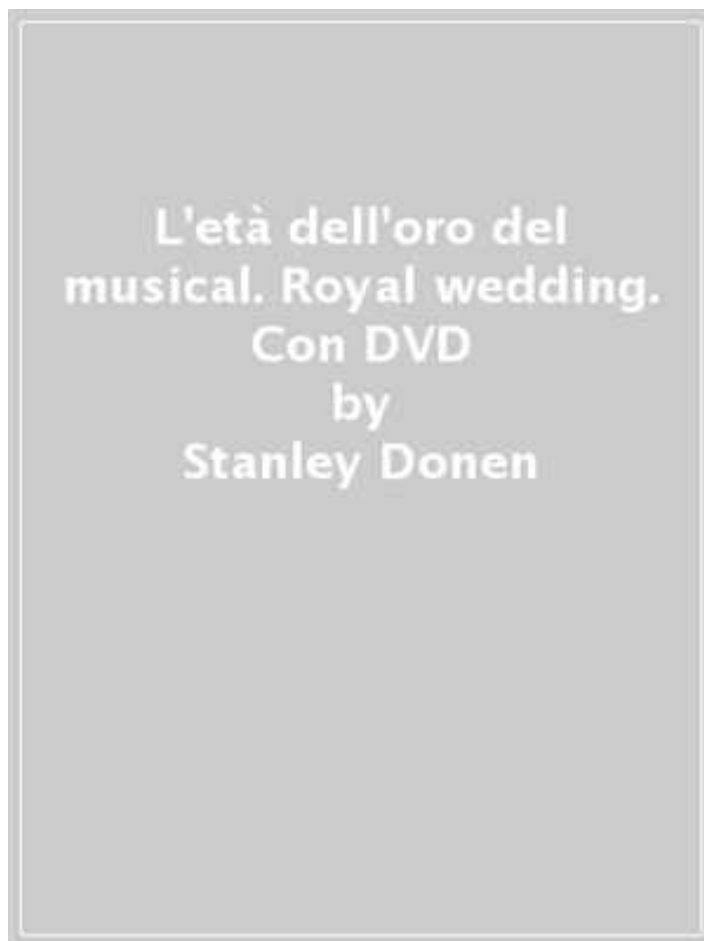 L'età dell'oro del
musical. Royal wedding.
Con DVD
by
Stanley Donen